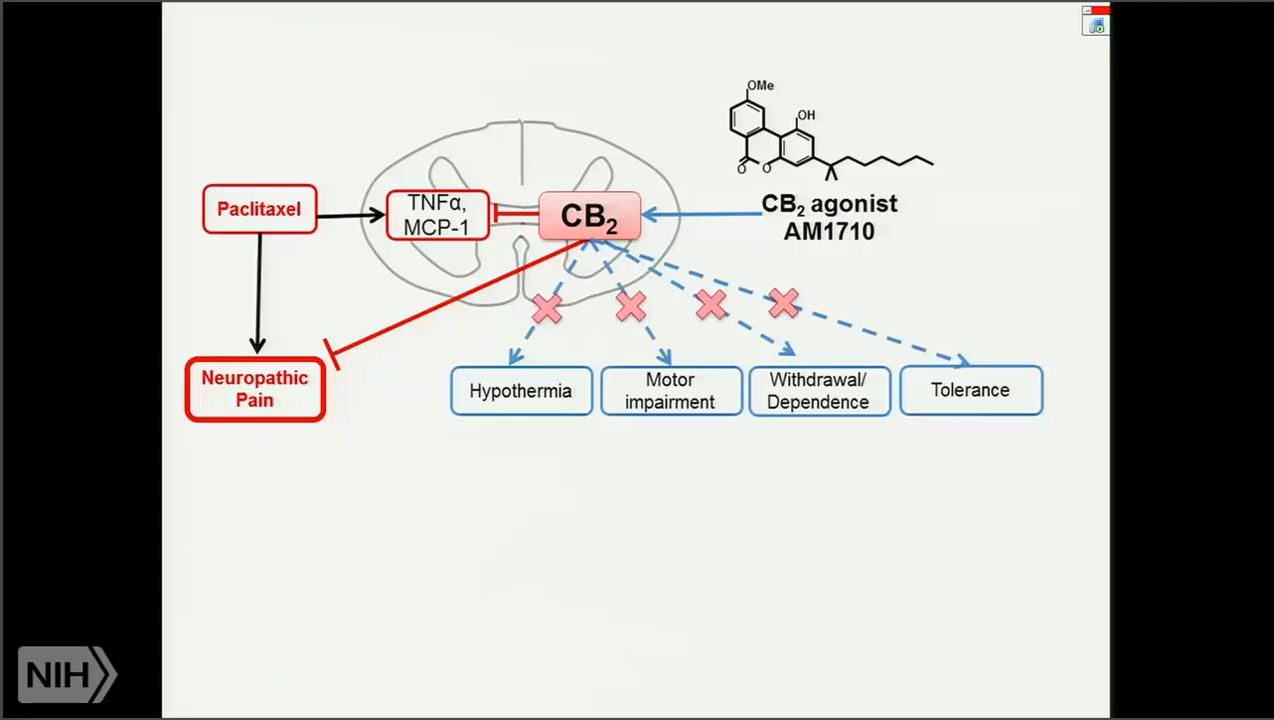 OMe
OH
O
O
Paclitaxel
TNFα,
MCP-1
CB₂
CB₂ agonist
AM1710
Neuropathic
Pain
Hypothermia
Motor
impairment
Withdrawal/
Dependence
Tolerance
NIH